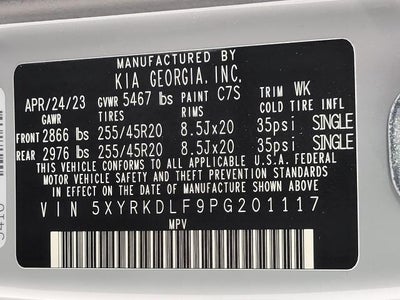 MANUFACTURED BY
KIA GEORGIA, INC.
APR/24/23 GVWR 5467 lbs PAINT C7S TRIM WK
GAWR TIRES RIMS COLD TIRE INFL
FRONT 2866 lbs 255/45R20 8.5Jx20 35psi SINGLE
REAR 2976 lbs 255/45R20 8.5Jx20 35psi SINGLE
THIS VEHICLE CONFORMS TO ALL APPLICABLE U.S.A. FEDERAL
MOTOR VEHICLE SAFETY, BUMPER, AND THEFT PREVENTION
STANDARDS IN EFFECT ON THE DATE OF MANUFACTURE SHOWN ABOVE.
VIN 5XYRKDLF9PG201117
MPV